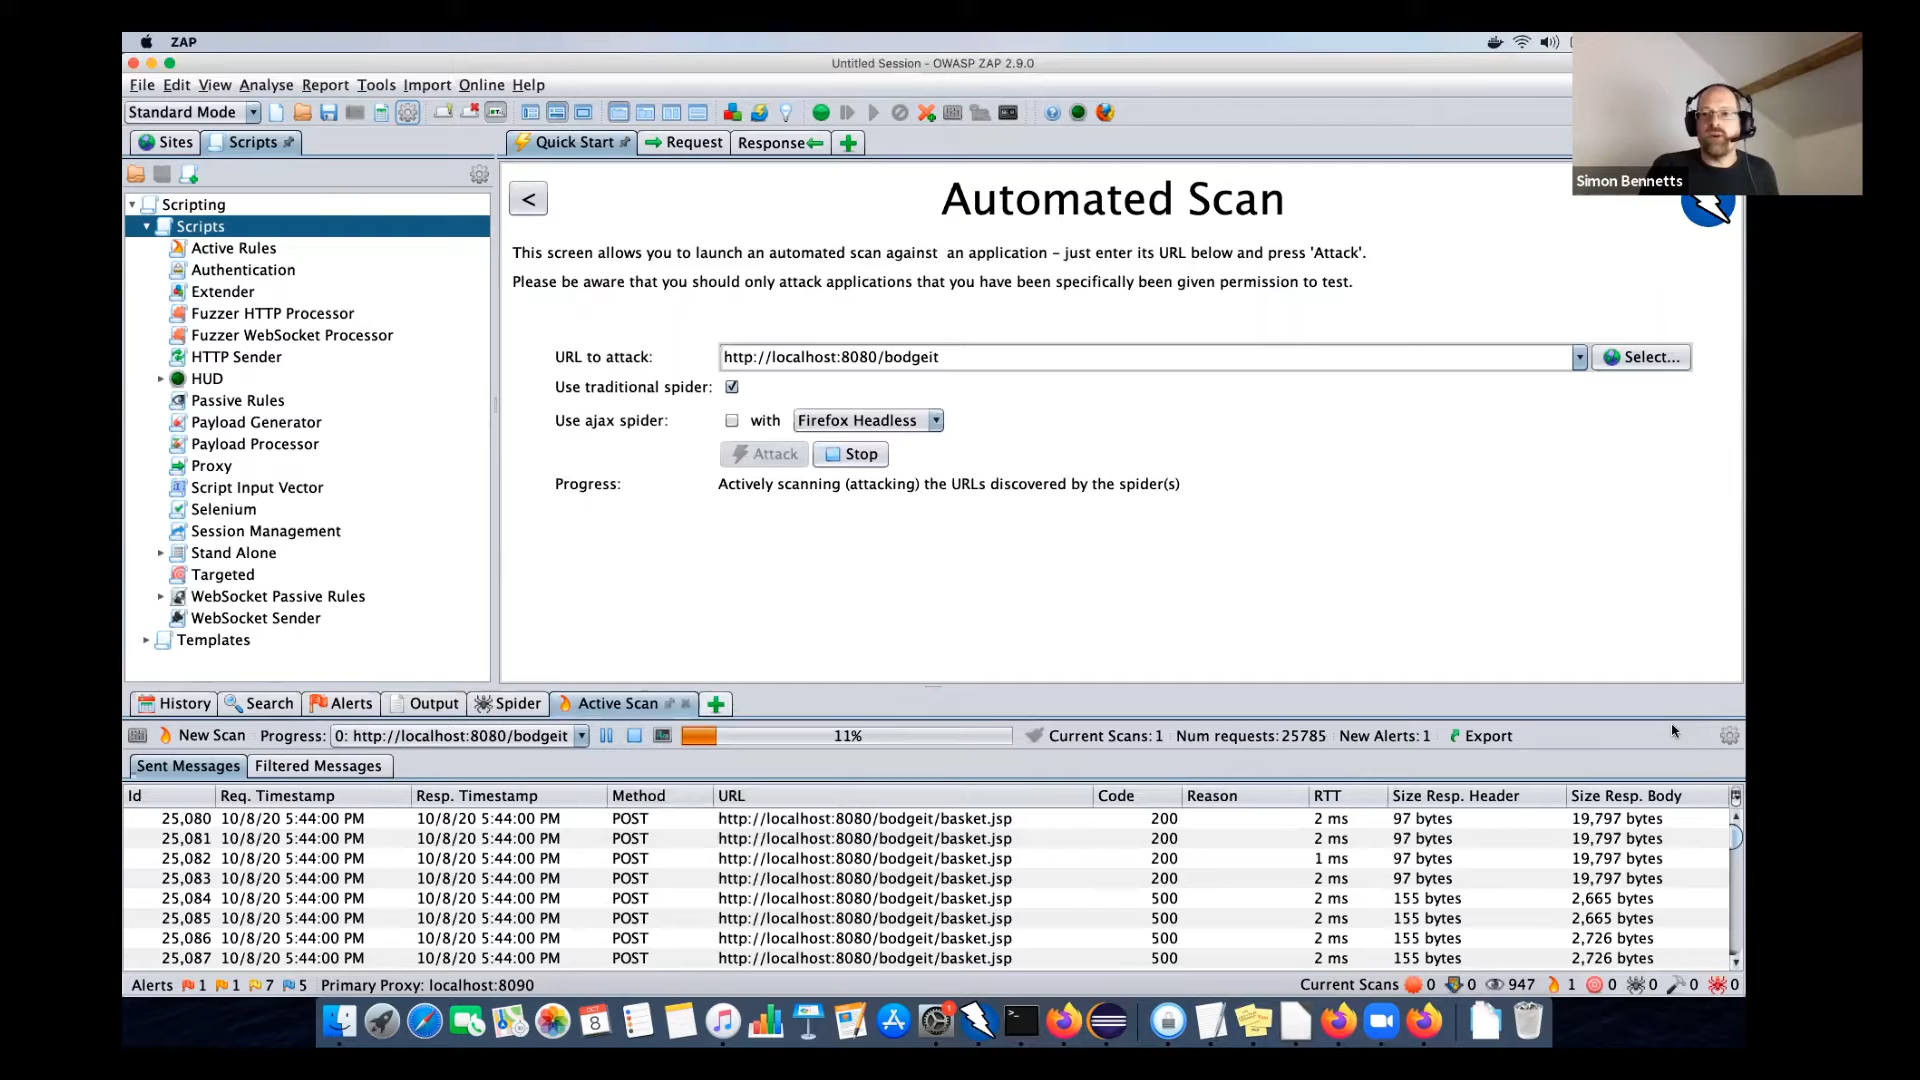 ZAP
Untitled Session - OWASP ZAP 2.9.0
File Edit View Analyse Report Tools Import Online Help
Standard Mode
Sites Scripts Quick Start Request Response
Simon Bennetts
Scripting
Scripts
Active Rules
Authentication
Extender
Fuzzer HTTP Processor
Fuzzer WebSocket Processor
HTTP Sender
HUD
Passive Rules
Payload Generator
Payload Processor
Proxy
Script Input Vector
Selenium
Session Management
Stand Alone
Targeted
WebSocket Passive Rules
WebSocket Sender
Templates
<
Automated Scan
This screen allows you to launch an automated scan against an application - just enter its URL below and press 'Attack'.
Please be aware that you should only attack applications that you have been specifically been given permission to test.
URL to attack: http://localhost:8080/bodgeit Select...
Use traditional spider:
Use ajax spider: with Firefox Headless
Attack Stop
Progress: Actively scanning (attacking) the URLs discovered by the spider(s)
History Search Alerts Output Spider Active Scan
New Scan Progress: 0: http://localhost:8080/bodgeit 11% Current Scans: 1 Num requests: 25785 New Alerts: 1 Export
Sent Messages Filtered Messages
Id Req. Timestamp Resp. Timestamp Method URL Code Reason RTT Size Resp. Header Size Resp. Body
25,080 10/8/20 5:44:00 PM 10/8/20 5:44:00 PM POST http://localhost:8080/bodgeit/basket.jsp 200 2 ms 97 bytes 19,797 bytes
25,081 10/8/20 5:44:00 PM 10/8/20 5:44:00 PM POST http://localhost:8080/bodgeit/basket.jsp 200 2 ms 97 bytes 19,797 bytes
25,082 10/8/20 5:44:00 PM 10/8/20 5:44:00 PM POST http://localhost:8080/bodgeit/basket.jsp 200 1 ms 97 bytes 19,797 bytes
25,083 10/8/20 5:44:00 PM 10/8/20 5:44:00 PM POST http://localhost:8080/bodgeit/basket.jsp 200 2 ms 97 bytes 19,797 bytes
25,084 10/8/20 5:44:00 PM 10/8/20 5:44:00 PM POST http://localhost:8080/bodgeit/basket.jsp 500 2 ms 155 bytes 2,665 bytes
25,085 10/8/20 5:44:00 PM 10/8/20 5:44:00 PM POST http://localhost:8080/bodgeit/basket.jsp 500 2 ms 155 bytes 2,665 bytes
25,086 10/8/20 5:44:00 PM 10/8/20 5:44:00 PM POST http://localhost:8080/bodgeit/basket.jsp 500 2 ms 155 bytes 2,726 bytes
25,087 10/8/20 5:44:00 PM 10/8/20 5:44:00 PM POST http://localhost:8080/bodgeit/basket.jsp 500 2 ms 155 bytes 2,726 bytes
Alerts 1 1 7 5 Primary Proxy: localhost:8090 Current Scans 0 0 947 1 0 0 0 0
OCT
8
1